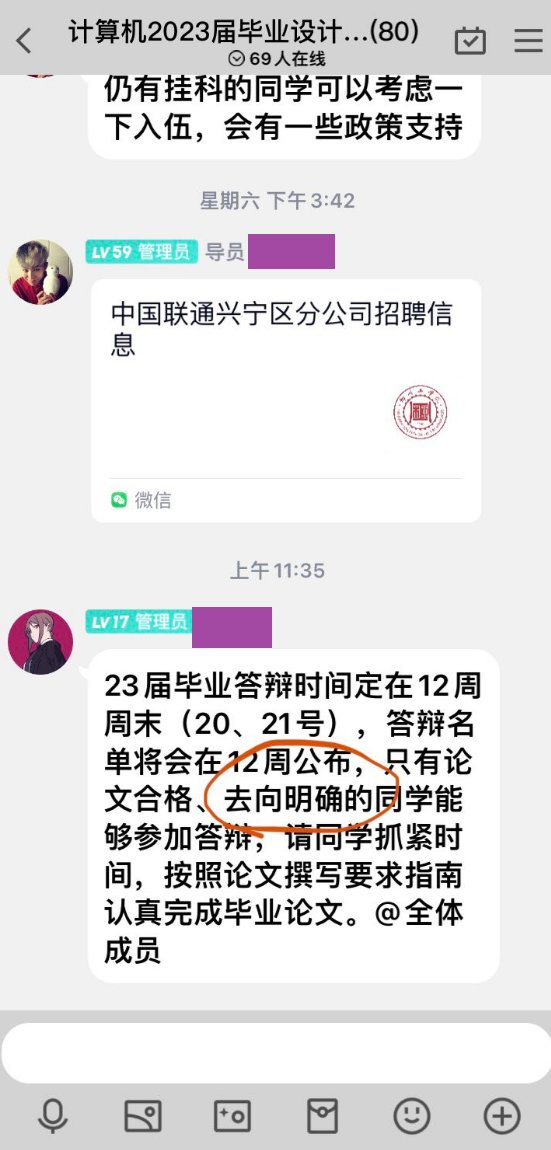 计算机2023届毕业设计...(80)
69人在线
仍有挂科的同学可以考虑一
下入伍，会有一些政策支持
星期六 下午3:42
LV59 管理员 导员
中国联通兴宁区分公司招聘信
息
微信
上午11:35
LV17 管理员
23届毕业答辩时间定在12周
周末（20、21号），答辩名
单将会在12周公布，只有论
文合格、去向明确的同学能
够参加答辩，请同学抓紧时
间，按照论文撰写要求指南
认真完成毕业论文。@全体
成员